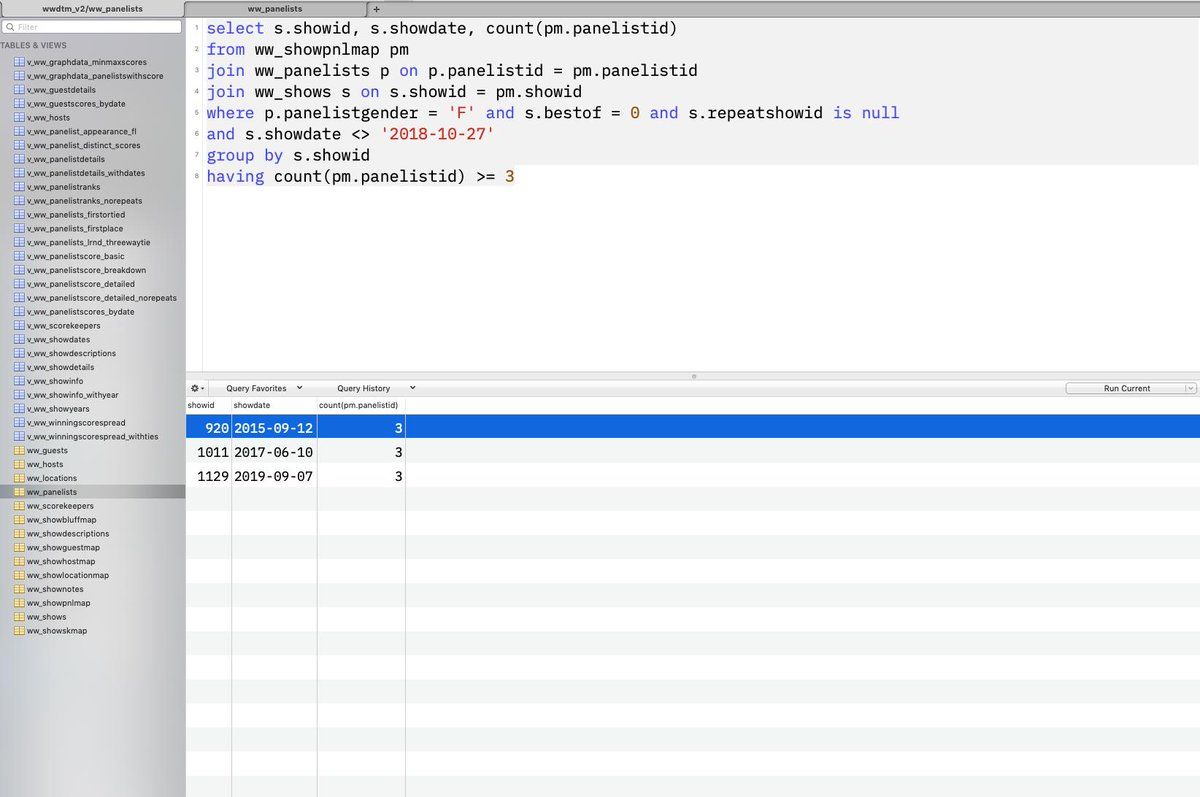 wwdtm_v2/ww_panelists
ww_panelists
+
Filter
TABLES & VIEWS
v_ww_graphdata_minmaxscores
v_ww_graphdata_panelistswithscore
v_ww_guestdetails
v_ww_guestscores_bydate
v_ww_hosts
v_ww_panelist_appearance_fl
v_ww_panelist_distinct_scores
v_ww_panelistdetails
v_ww_panelistdetails_withdates
v_ww_panelistranks
v_ww_panelistranks_norepeats
v_ww_panelists_firstortied
v_ww_panelists_firstplace
v_ww_panelists_lrnd_threewaytie
v_ww_panelistscore_basic
v_ww_panelistscore_breakdown
v_ww_panelistscore_detailed
v_ww_panelistscore_detailed_norepeats
v_ww_panelistscores_bydate
v_ww_scorekeepers
v_ww_showdates
v_ww_showdescriptions
v_ww_showdetails
v_ww_showinfo
v_ww_showinfo_withyear
v_ww_showyears
v_ww_winningscorespread
v_ww_winningscorespread_withties
ww_guests
ww_hosts
ww_locations
ww_panelists
ww_scorekeepers
ww_showbluffmap
ww_showdescriptions
ww_showguestmap
ww_showhostmap
ww_showlocationmap
ww_shownotes
ww_showpnlmap
ww_shows
ww_showskmap
1 select s.showid, s.showdate, count(pm.panelistid)
2 from ww_showpnlmap pm
3 join ww_panelists p on p.panelistid = pm.panelistid
4 join ww_shows s on s.showid = pm.showid
5 where p.panelistgender = 'F' and s.bestof = 0 and s.repeatshowid is null
6 and s.showdate <> '2018-10-27'
7 group by s.showid
8 having count(pm.panelistid) >= 3
Query Favorites Query History Run Current
showid showdate count(pm.panelistid)
920 2015-09-12 3
1011 2017-06-10 3
1129 2019-09-07 3